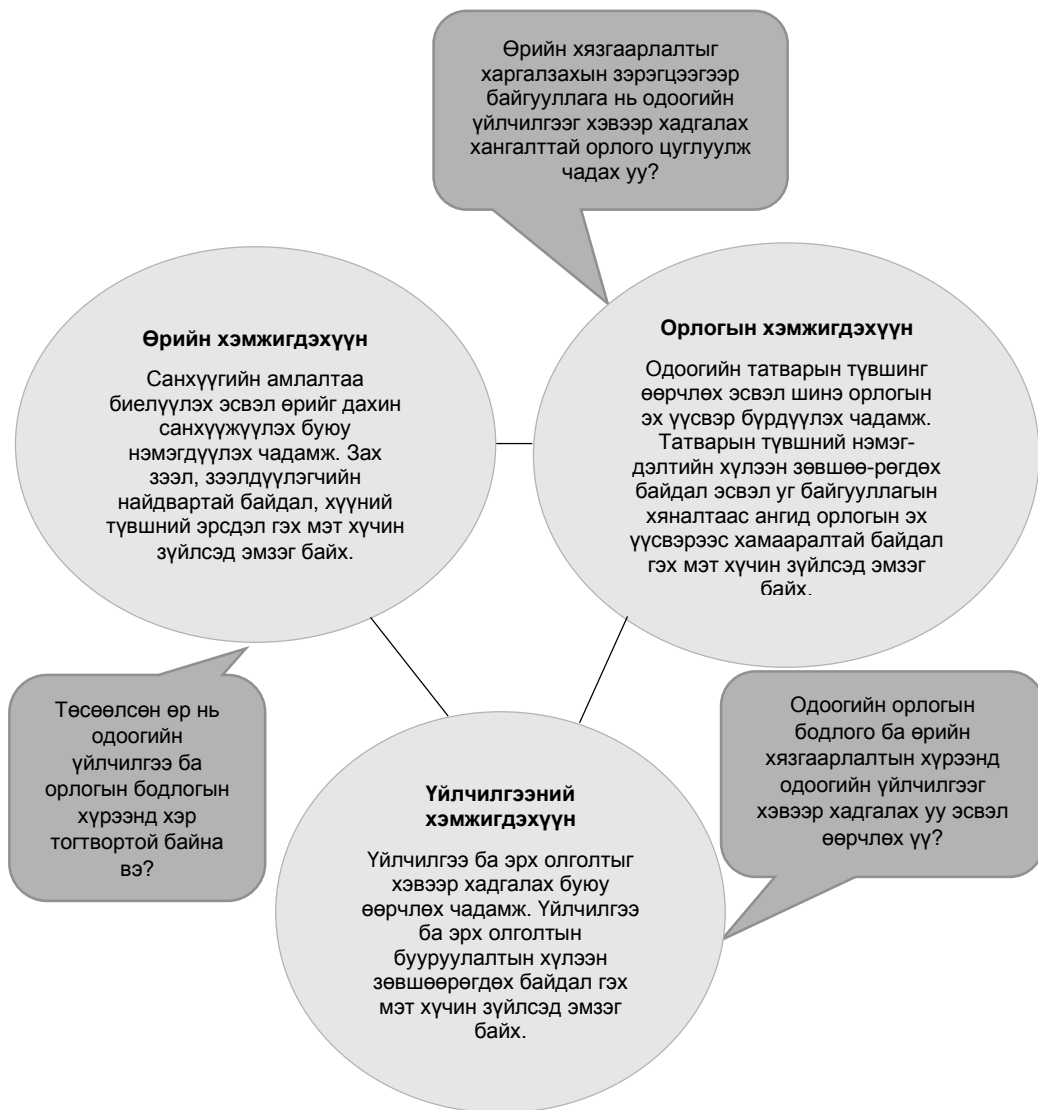 Өрийн хязгаарлалтыг
харгалзахын зэрэгцээгээр
байгууллага нь одоогийн
үйлчилгээг хэвээр хадгалах
хангалттай орлого цуглуулж
чадах уу?
Өрийн хэмжигдэхүүн
Санхүүгийн амлалтаа
биелүүлэх эсвэл өрийг дахин
санхүүжүүлэх буюу
нэмэгдүүлэх чадамж. Зах
зээл, зээлдүүлэгчийн
найдвартай байдал, хүүний
түвшний эрсдэл гэх мэт хүчин
зүйлсэд эмзэг байх.
Орлогын хэмжигдэхүүн
Одоогийн татварын түвшинг
өөрчлөх эсвэл шинэ орлогын
эх үүсвэр бүрдүүлэх чадамж.
Татварын түвшний нэмэг-
дэлтийн хүлээн зөвшөө-рөгдөх
байдал эсвэл уг байгууллагын
хяналтаас ангид орлогын эх
үүсвэрээс хамааралтай байдал
гэх мэт хүчин зүйлсэд эмзэг
байх.
Төсөөлсөн өр нь
одоогийн
үйлчилгээ ба
орлогын бодлогын
хүрээнд хэр
тогтвортой байна
вэ?
Одоогийн орлогын
бодлого ба өрийн
хязгаарлалтын хүрээнд
одоогийн үйлчилгээг
хэвээр хадгалах уу эсвэл
өөрчлөх үү?
Үйлчилгээний
хэмжигдэхүүн
Үйлчилгээ ба эрх олголтыг
хэвээр хадгалах буюу
өөрчлөх чадамж. Үйлчилгээ
ба эрх олголтын
бууруулалтын хүлээн
зөвшөөрөгдөх байдал гэх
мэт хүчин зүйлсэд эмзэг
байх.